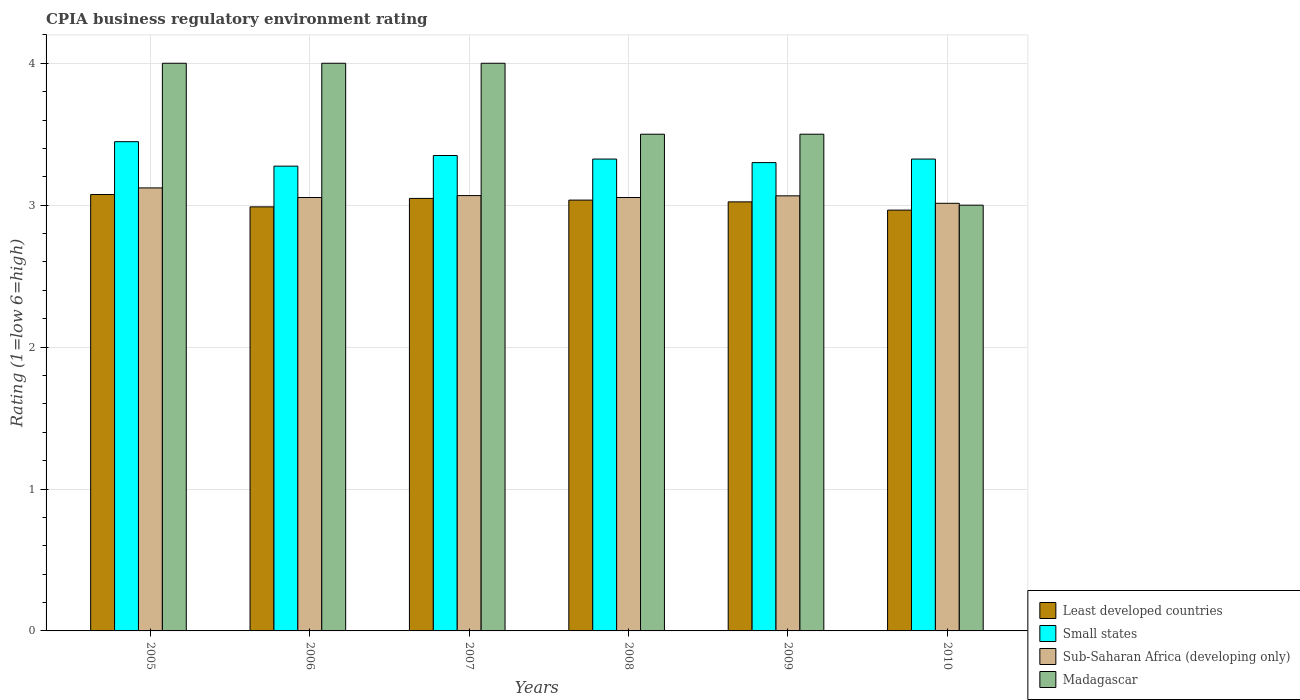 CPIA business regulatory environment rating
Rating (1=low 6=high)
4
3
2
1
0
2005
2006
2007
2008
2009
2010
Years
Least developed countries
Small states
Sub-Saharan Africa (developing only)
Madagascar